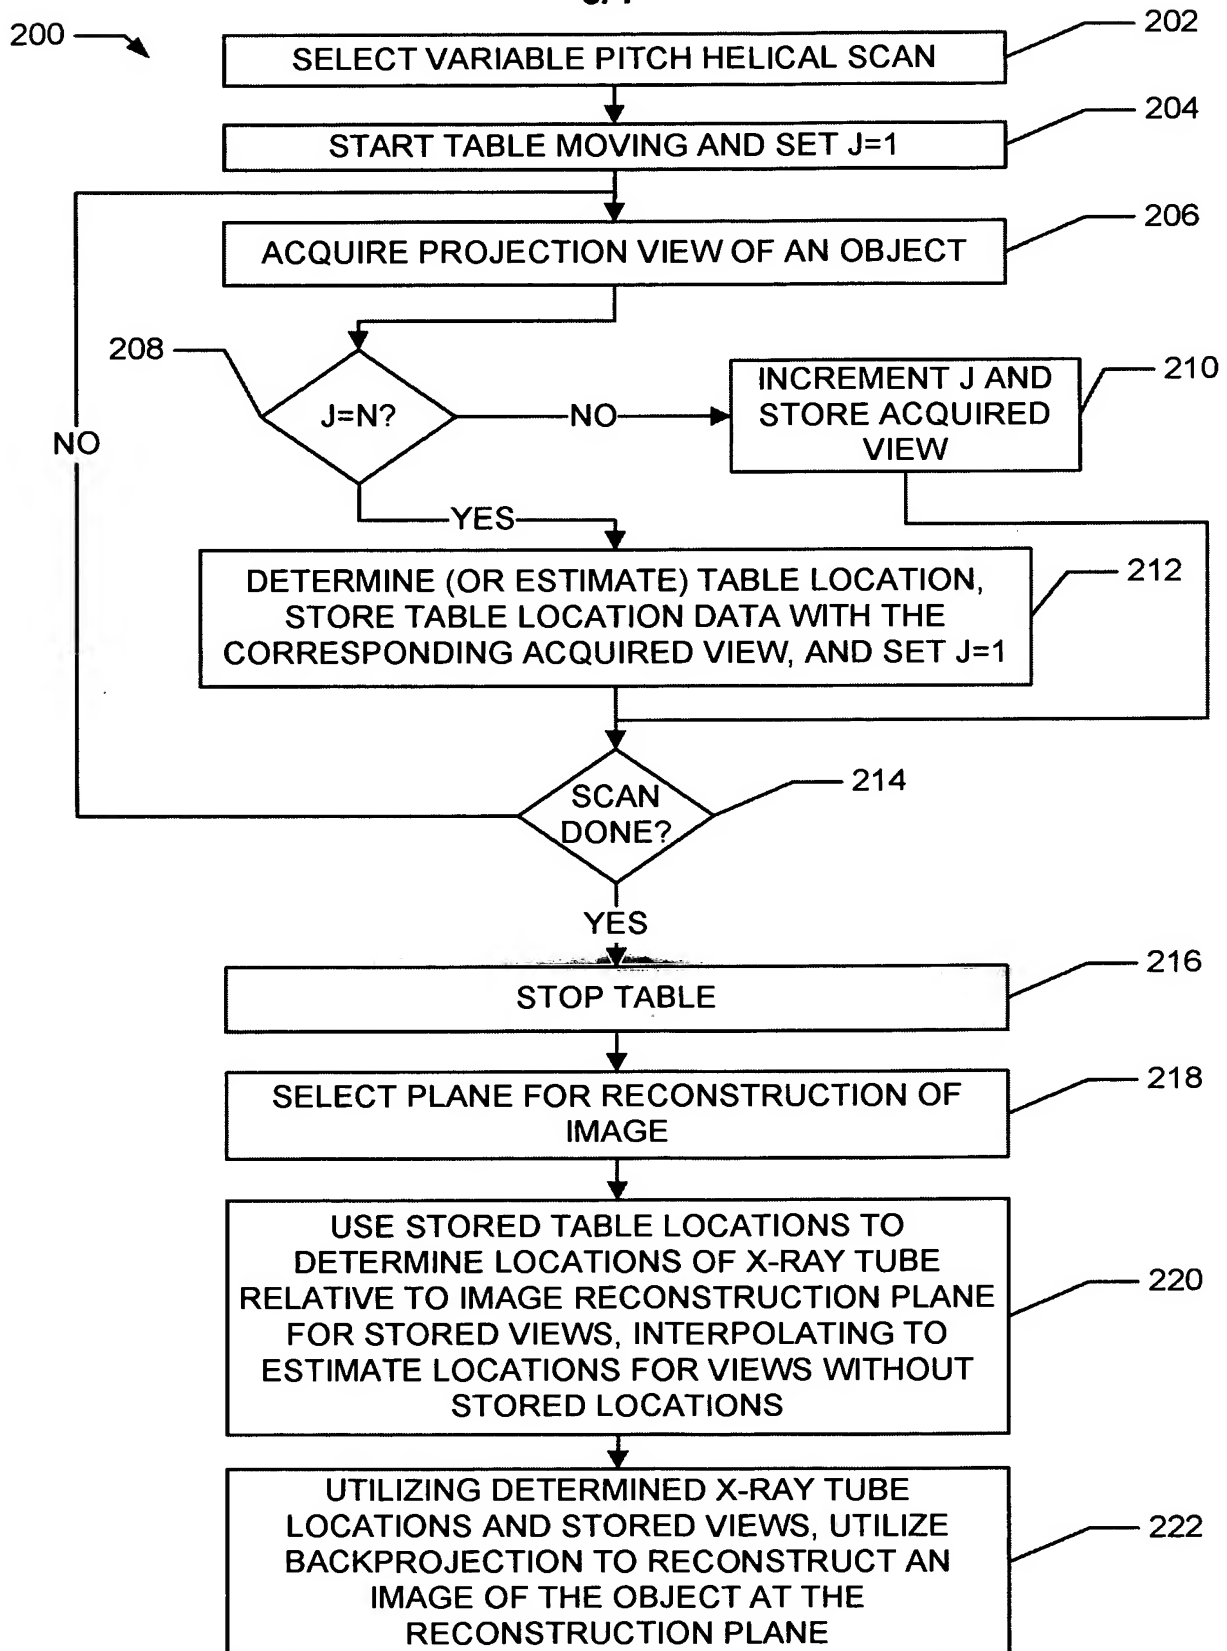 200
SELECT VARIABLE PITCH HELICAL SCAN
202
START TABLE MOVING AND SET J=1
204
ACQUIRE PROJECTION VIEW OF AN OBJECT
206
208
J=N?
NO
INCREMENT J AND
STORE ACQUIRED
VIEW
210
NO
YES
DETERMINE (OR ESTIMATE) TABLE LOCATION,
STORE TABLE LOCATION DATA WITH THE
CORRESPONDING ACQUIRED VIEW, AND SET J=1
212
SCAN
DONE?
214
YES
STOP TABLE
216
SELECT PLANE FOR RECONSTRUCTION OF
IMAGE
218
USE STORED TABLE LOCATIONS TO
DETERMINE LOCATIONS OF X-RAY TUBE
RELATIVE TO IMAGE RECONSTRUCTION PLANE
FOR STORED VIEWS, INTERPOLATING TO
ESTIMATE LOCATIONS FOR VIEWS WITHOUT
STORED LOCATIONS
220
UTILIZING DETERMINED X-RAY TUBE
LOCATIONS AND STORED VIEWS, UTILIZE
BACKPROJECTION TO RECONSTRUCT AN
IMAGE OF THE OBJECT AT THE
RECONSTRUCTION PLANE
222